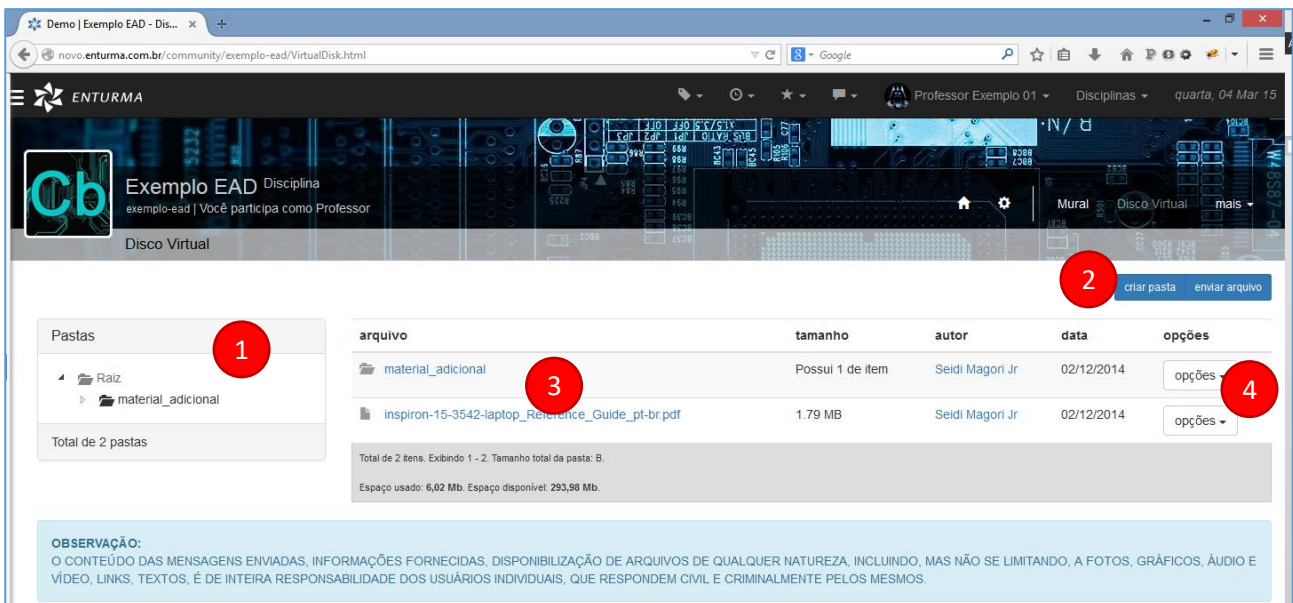 Demo | Exemplo EAD - Dis...
novo.enturma.com.br/community/exemplo-ead/VirtualDisk.html
Google
ENTURMA
Professor Exemplo 01
Disciplinas
quarta, 04 Mar 15
Cb
Exemplo EAD Disciplina
exemplo-ead | Você participa como Professor
Mural
Disco Virtual
mais
Disco Virtual
2
criar pasta
enviar arquivo
Pastas
1
Raiz
material_adicional
Total de 2 pastas
arquivo tamanho autor data opções
material_adicional Possui 1 de item Seidi Magori Jr 02/12/2014 opções
3
4
inspiron-15-3542-laptop_Reference_Guide_pt-br.pdf 1.79 MB Seidi Magori Jr 02/12/2014 opções
Total de 2 itens. Exibindo 1 - 2. Tamanho total da pasta: B.
Espaço usado: 6,02 Mb. Espaço disponível: 293,98 Mb.
OBSERVAÇÃO:
O CONTEÚDO DAS MENSAGENS ENVIADAS, INFORMAÇÕES FORNECIDAS, DISPONIBILIZAÇÃO DE ARQUIVOS DE QUALQUER NATUREZA, INCLUINDO, MAS NÃO SE LIMITANDO, A FOTOS, GRÁFICOS, ÁUDIO E
VÍDEO, LINKS, TEXTOS, É DE INTEIRA RESPONSABILIDADE DOS USUÁRIOS INDIVIDUAIS, QUE RESPONDEM CIVIL E CRIMINALMENTE PELOS MESMOS.